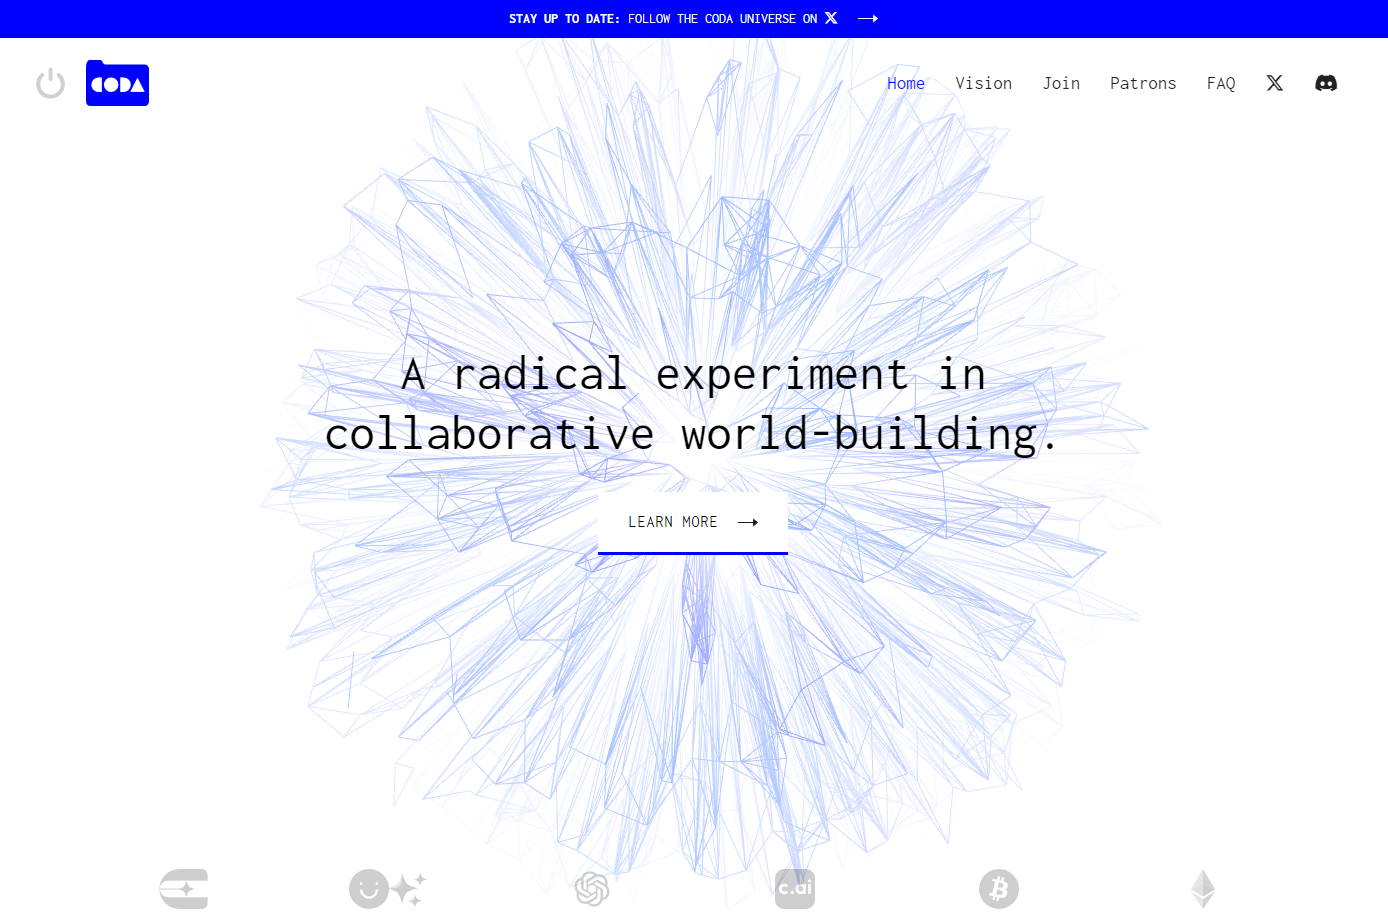 STAY UP TO DATE: FOLLOW THE CODA UNIVERSE ON X
CODA
Home Vision Join Patrons FAQ
A radical experiment in
collaborative world-building.
LEARN MORE
c.ai